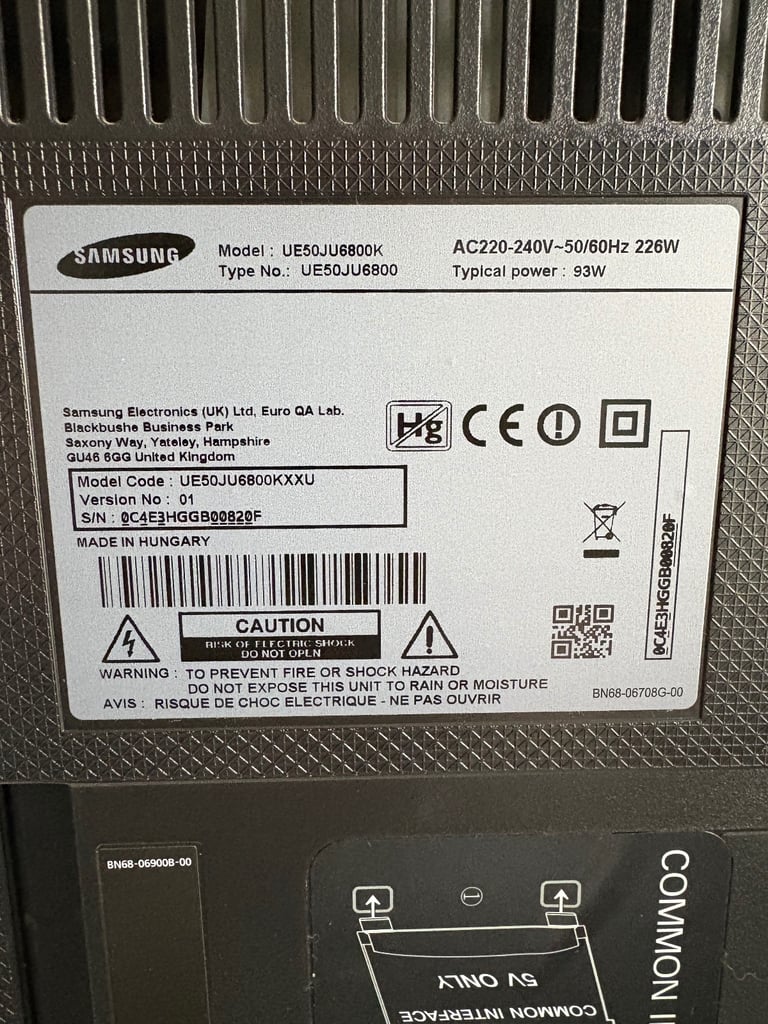 SAMSUNG
Model : UE50JU6800K
Type No.: UE50JU6800
AC220-240V~50/60Hz 226W
Typical power : 93W
Samsung Electronics (UK) Ltd, Euro QA Lab.
Blackbushe Business Park
Saxony Way, Yateley, Hampshire
GU46 6GG United Kingdom
Hg CE
Model Code : UE50JU6800KXXU
Version No : 01
S/N : 0C4E3HGGB00820F
MADE IN HUNGARY
0C4E3HGGB00820F
CAUTION
RISK OF ELECTRIC SHOCK
DO NOT OPEN
WARNING : TO PREVENT FIRE OR SHOCK HAZARD
DO NOT EXPOSE THIS UNIT TO RAIN OR MOISTURE
AVIS : RISQUE DE CHOC ELECTRIQUE - NE PAS OUVRIR
BN68-06708G-00
BN68-06900B-00
COMMON
1
5V ONLY
COMMON INTERFACE